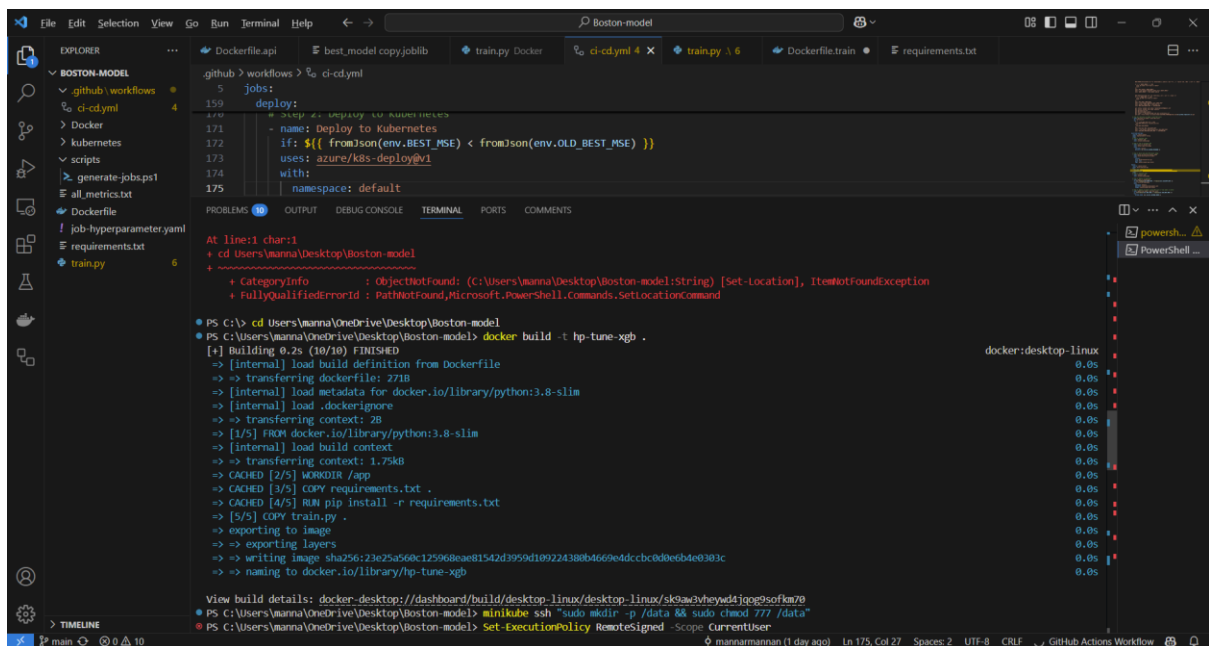 File Edit Selection View Go Run Terminal Help
Boston-model
EXPLORER
Dockerfile.api
best_model copy.joblib
train.py Docker
ci-cd.yml 4
train.py .\ 6
Dockerfile.train
requirements.txt
BOSTON-MODEL
.github\workflows
ci-cd.yml 4
Docker
kubernetes
scripts
generate-jobs.ps1
all_metrics.txt
Dockerfile
job-hyperparameter.yaml
requirements.txt
train.py 6
TIMELINE
.github > workflows > ci-cd.yml
5 jobs:
159 deploy:
170 # Step 2: Deploy to Kubernetes
171 - name: Deploy to Kubernetes
172 if: ${{ fromJson(env.BEST_MSE) < fromJson(env.OLD_BEST_MSE) }}
173 uses: azure/k8s-deploy@v1
174 with:
175 namespace: default
PROBLEMS 10 OUTPUT DEBUG CONSOLE TERMINAL PORTS COMMENTS
powersh...
PowerShell ...
At line:1 char:1
+ cd Users\manna\Desktop\Boston-model
+ ~~~~~~~~~~~~~~~~~~~~~~~~~~~~~~~~~~~
+ CategoryInfo : ObjectNotFound: (C:\Users\manna\Desktop\Boston-model:String) [Set-Location], ItemNotFoundException
+ FullyQualifiedErrorId : PathNotFound,Microsoft.PowerShell.Commands.SetLocationCommand
PS C:\> cd Users\manna\OneDrive\Desktop\Boston-model
PS C:\Users\manna\OneDrive\Desktop\Boston-model> docker build -t hp-tune-xgb .
[+] Building 0.2s (10/10) FINISHED docker:desktop-linux
=> [internal] load build definition from Dockerfile 0.0s
=> => transferring dockerfile: 271B 0.0s
=> [internal] load metadata for docker.io/library/python:3.8-slim 0.0s
=> [internal] load .dockerignore 0.0s
=> => transferring context: 2B 0.0s
=> [1/5] FROM docker.io/library/python:3.8-slim 0.0s
=> [internal] load build context 0.0s
=> => transferring context: 1.75kB 0.0s
=> CACHED [2/5] WORKDIR /app 0.0s
=> CACHED [3/5] COPY requirements.txt . 0.0s
=> CACHED [4/5] RUN pip install -r requirements.txt 0.0s
=> [5/5] COPY train.py . 0.0s
=> exporting to image 0.0s
=> => exporting layers 0.0s
=> => writing image sha256:23e25a560c125968eae81542d3959d109224380b4669e4dccbc0d0e6b4e0303c 0.0s
=> => naming to docker.io/library/hp-tune-xgb 0.0s
View build details: docker-desktop://dashboard/build/desktop-linux/desktop-linux/sk9aw3vheywd4jqog9sofkm70
PS C:\Users\manna\OneDrive\Desktop\Boston-model> minikube ssh "sudo mkdir -p /data && sudo chmod 777 /data"
PS C:\Users\manna\OneDrive\Desktop\Boston-model> Set-ExecutionPolicy RemoteSigned -Scope CurrentUser
main 0 10 mannarmannan (1 day ago) Ln 175, Col 27 Spaces: 2 UTF-8 CRLF GitHub Actions Workflow